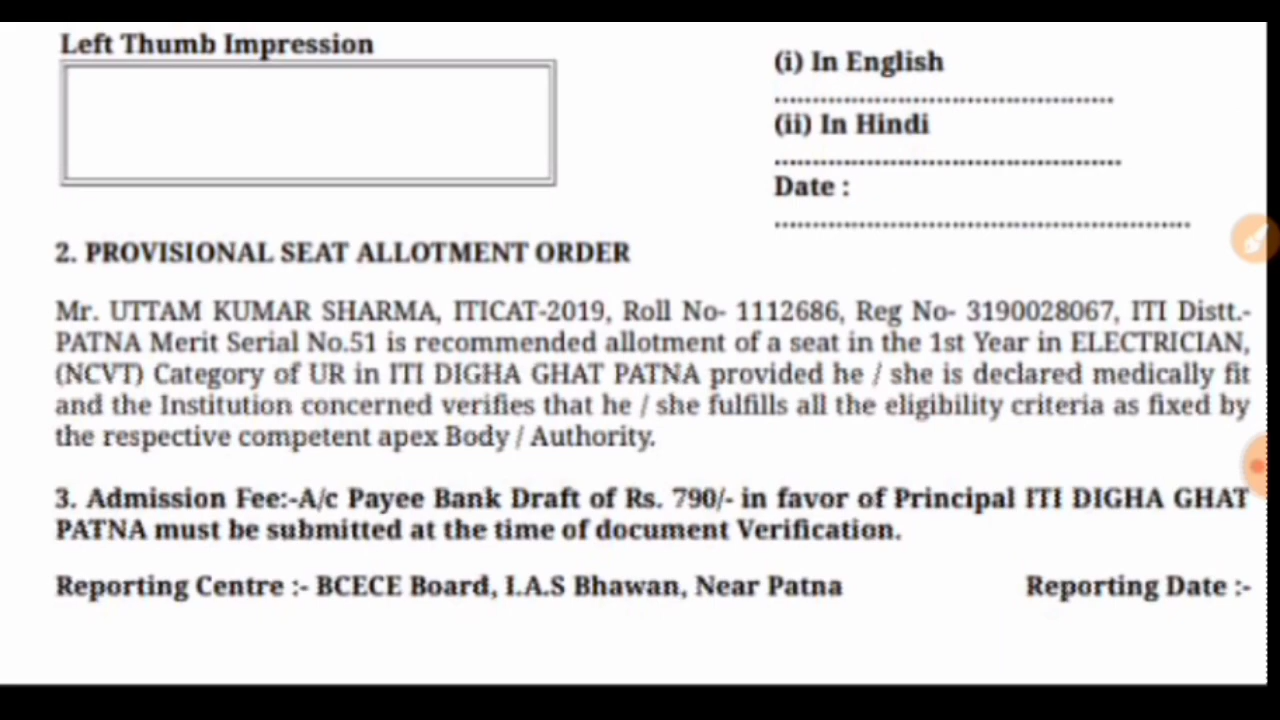 Left Thumb Impression
(i) In English
.............................................
(ii) In Hindi
..............................................
Date :
.......................................................
2. PROVISIONAL SEAT ALLOTMENT ORDER
Mr. UTTAM KUMAR SHARMA, ITICAT-2019, Roll No- 1112686, Reg No- 3190028067, ITI Distt.-
PATNA Merit Serial No.51 is recommended allotment of a seat in the 1st Year in ELECTRICIAN,
(NCVT) Category of UR in ITI DIGHA GHAT PATNA provided he / she is declared medically fit
and the Institution concerned verifies that he / she fulfills all the eligibility criteria as fixed by
the respective competent apex Body / Authority.
3. Admission Fee:-A/c Payee Bank Draft of Rs. 790/- in favor of Principal ITI DIGHA GHAT
PATNA must be submitted at the time of document Verification.
Reporting Centre :- BCECE Board, I.A.S Bhawan, Near Patna Reporting Date :-